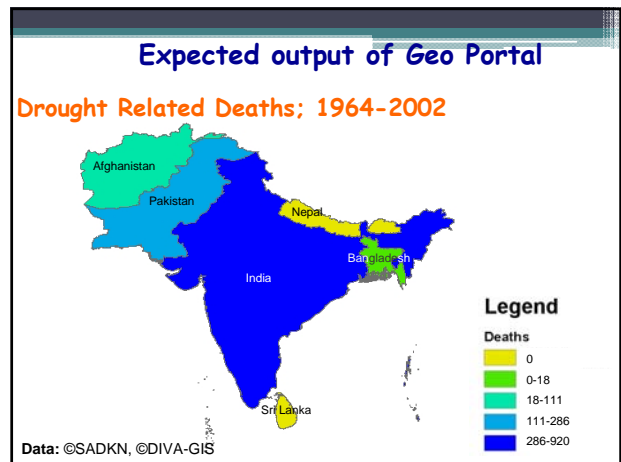 Expected output of Geo Portal
Drought Related Deaths; 1964-2002
Afghanistan
Pakistan
Nepal
Bangladesh
India
Sri Lanka
Legend
Deaths
0
0-18
18-111
111-286
286-920
Data: ©SADKN, ©DIVA-GIS